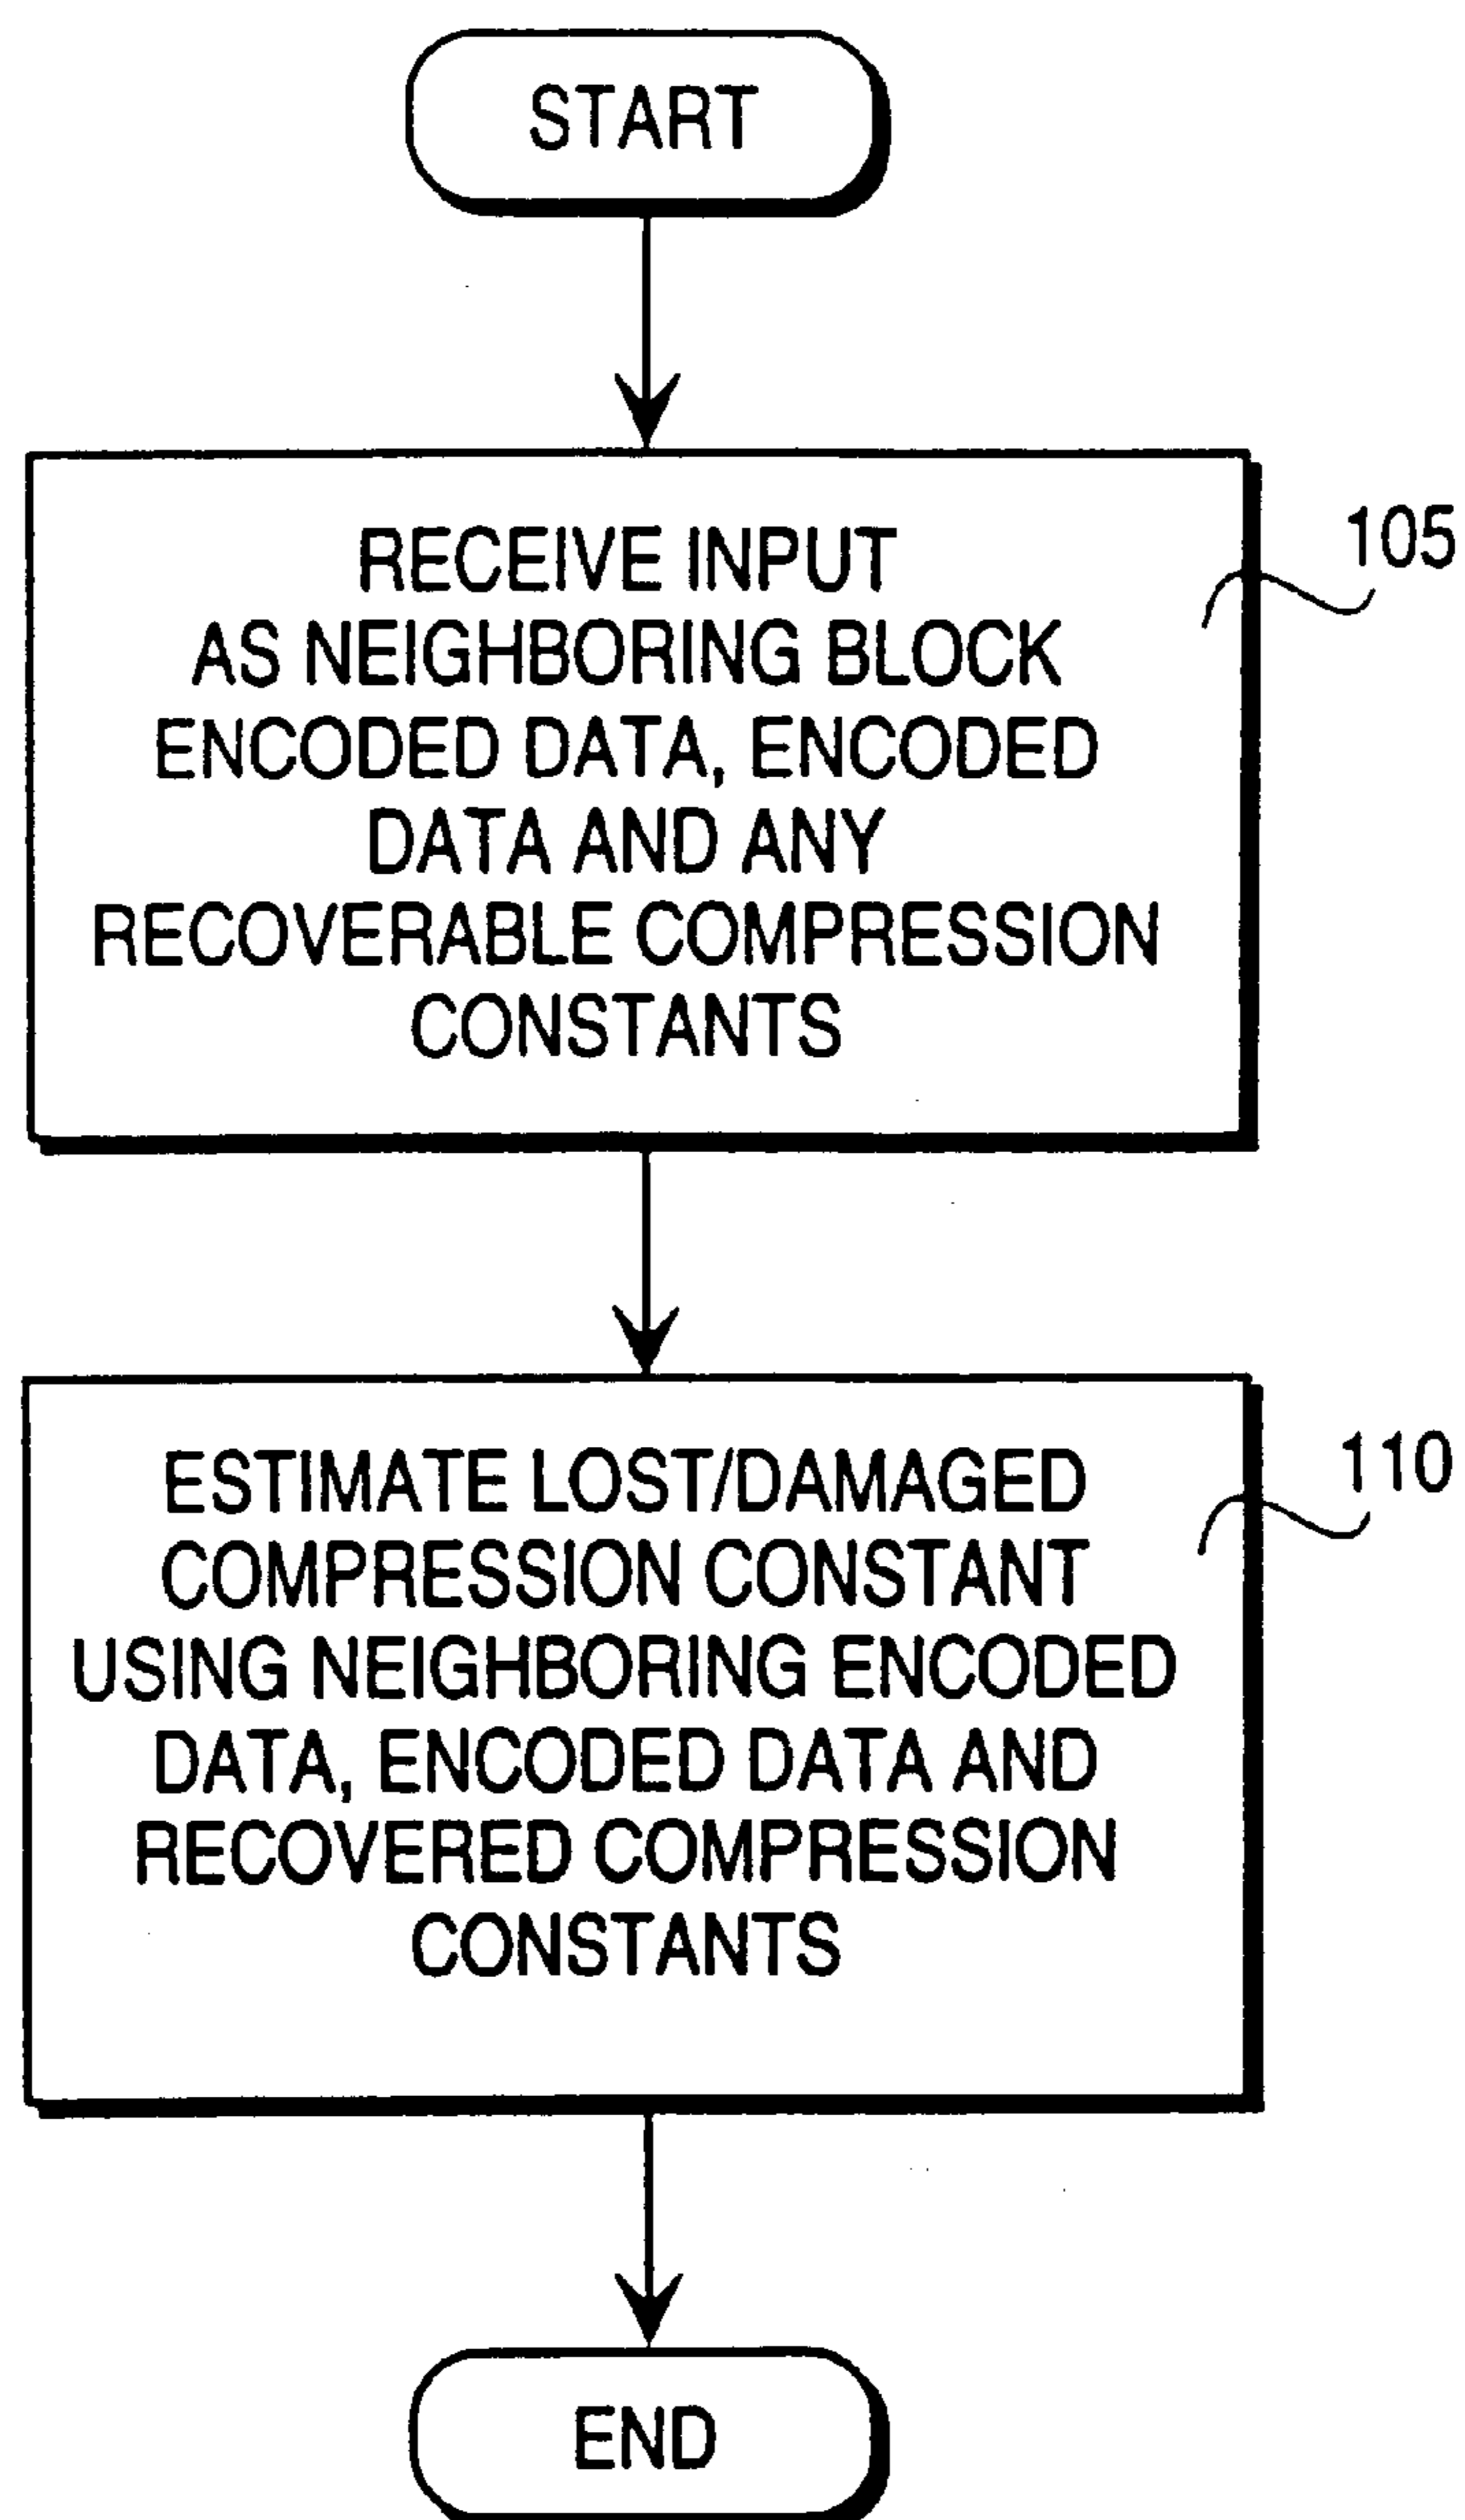 START
RECEIVE INPUT
AS NEIGHBORING BLOCK
ENCODED DATA, ENCODED
DATA AND ANY
RECOVERABLE COMPRESSION
CONSTANTS
105
ESTIMATE LOST/DAMAGED
COMPRESSION CONSTANT
USING NEIGHBORING ENCODED
DATA, ENCODED DATA AND
RECOVERED COMPRESSION
CONSTANTS
110
END